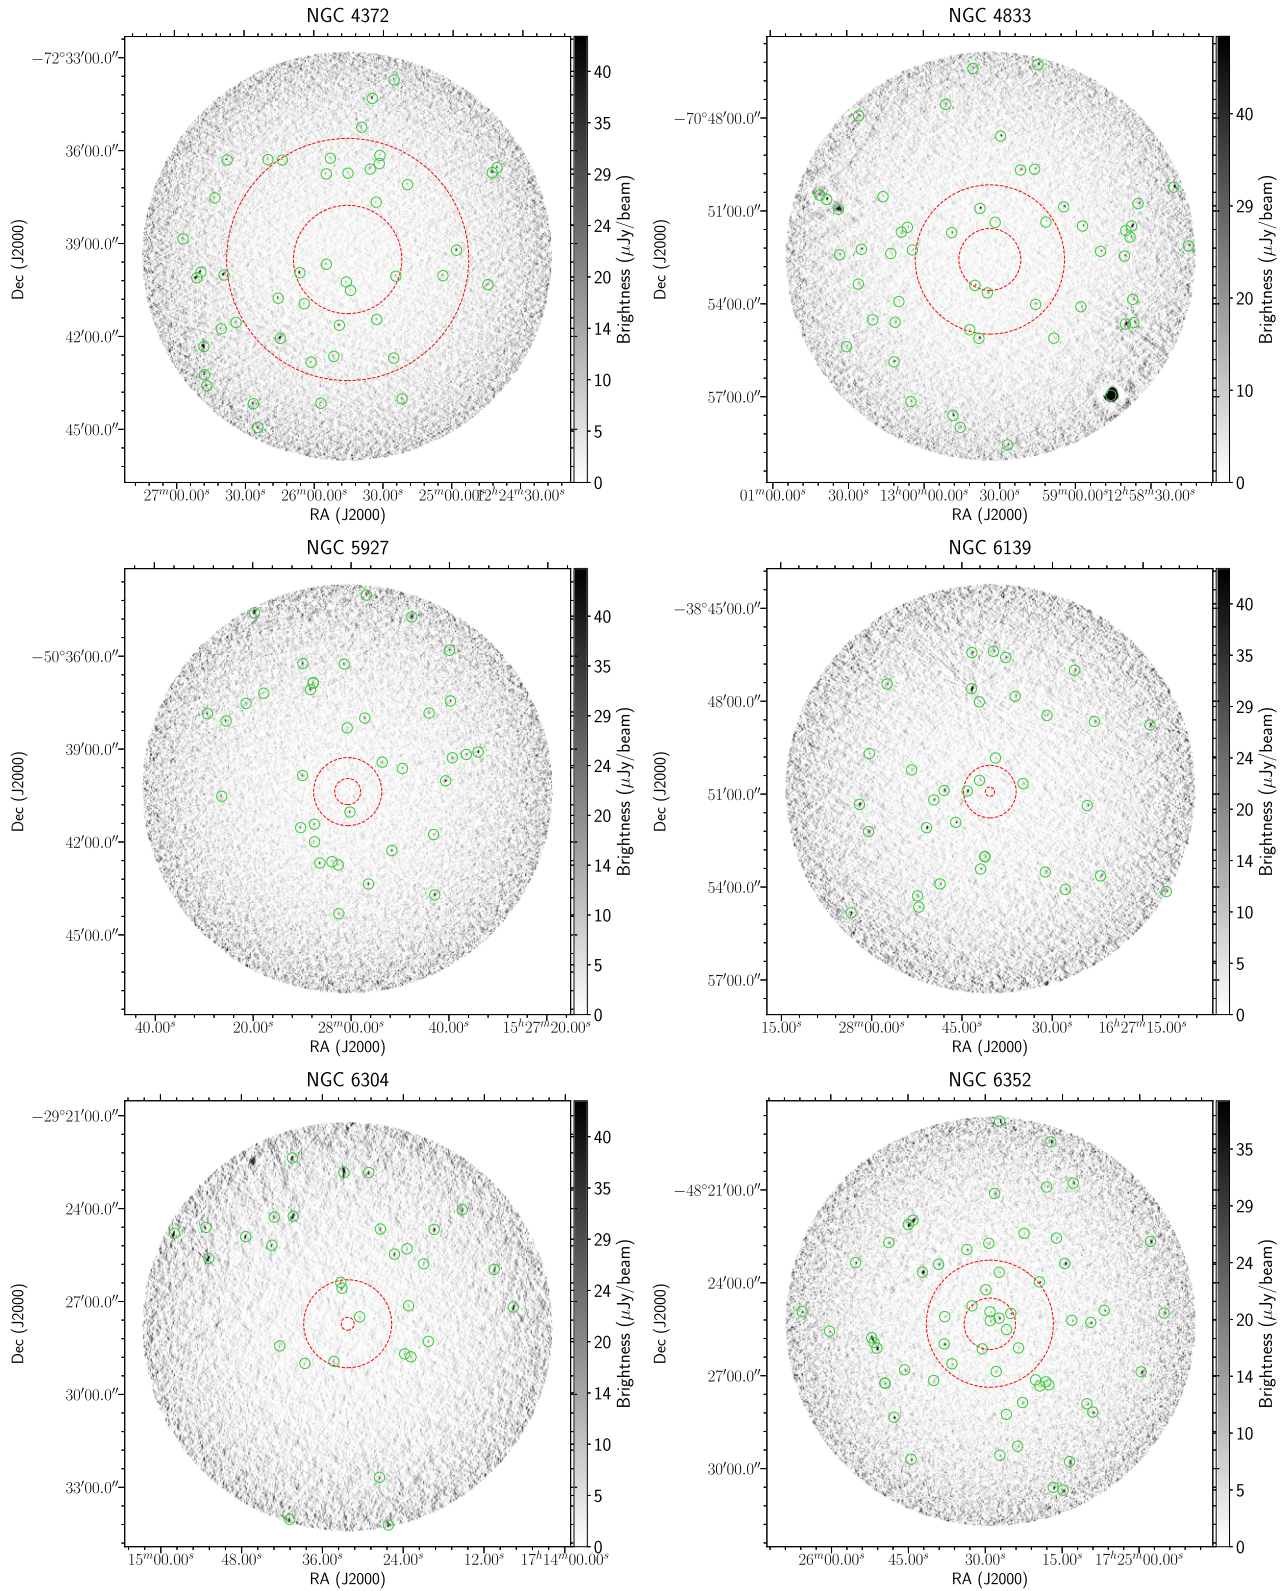 NGC 4372
−72°33′00.0″
36′00.0″
39′00.0″
42′00.0″
45′00.0″
Dec (J2000)
27ᵐ00.00ˢ 30.00ˢ 26ᵐ00.00ˢ 30.00ˢ 25ᵐ00.00ˢ 12ʰ24ᵐ30.00ˢ
RA (J2000)
40
35
29
24
20
14
10
5
0
Brightness (μJy/beam)
NGC 4833
−70°48′00.0″
51′00.0″
54′00.0″
57′00.0″
Dec (J2000)
01ᵐ00.00ˢ 30.00ˢ 13ʰ00ᵐ00.00ˢ 30.00ˢ 59ᵐ00.00ˢ 12ʰ58ᵐ30.00ˢ
RA (J2000)
40
29
20
10
0
Brightness (μJy/beam)
NGC 5927
−50°36′00.0″
39′00.0″
42′00.0″
45′00.0″
Dec (J2000)
40.00ˢ 20.00ˢ 28ᵐ00.00ˢ 40.00ˢ 15ʰ27ᵐ20.00ˢ
RA (J2000)
40
35
29
24
20
14
10
5
0
Brightness (μJy/beam)
NGC 6139
−38°45′00.0″
48′00.0″
51′00.0″
54′00.0″
57′00.0″
Dec (J2000)
15.00ˢ 28ᵐ00.00ˢ 45.00ˢ 30.00ˢ 16ʰ27ᵐ15.00ˢ
RA (J2000)
40
35
29
24
20
14
10
5
0
Brightness (μJy/beam)
NGC 6304
−29°21′00.0″
24′00.0″
27′00.0″
30′00.0″
33′00.0″
Dec (J2000)
15ᵐ00.00ˢ 48.00ˢ 36.00ˢ 24.00ˢ 12.00ˢ 17ʰ14ᵐ00.00ˢ
RA (J2000)
40
35
29
24
20
14
10
5
0
Brightness (μJy/beam)
NGC 6352
−48°21′00.0″
24′00.0″
27′00.0″
30′00.0″
Dec (J2000)
26ᵐ00.00ˢ 45.00ˢ 30.00ˢ 15.00ˢ 17ʰ25ᵐ00.00ˢ
RA (J2000)
35
29
24
20
14
10
5
0
Brightness (μJy/beam)